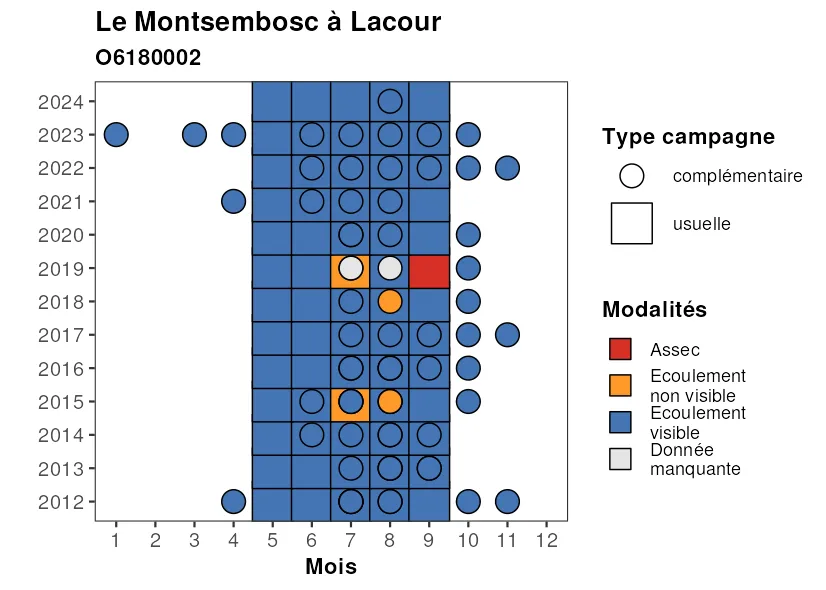 Le Montsembosc à Lacour
O6180002
2024
2023
2022
2021
2020
2019
2018
2017
2016
2015
2014
2013
2012
1 2 3 4 5 6 7 8 9 10 11 12
Mois
Type campagne
complémentaire
usuelle
Modalités
Assec
Ecoulement
non visible
Ecoulement
visible
Donnée
manquante